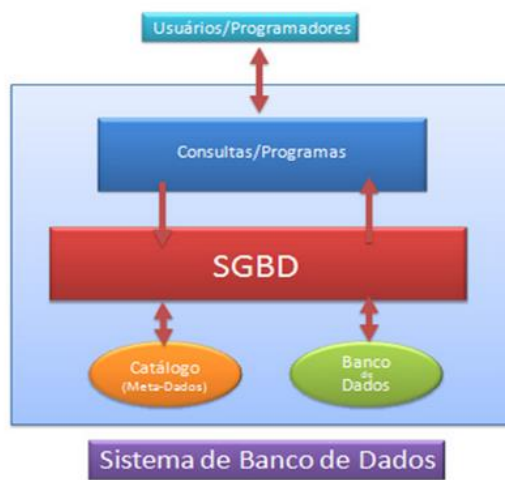 Usuários/Programadores
Consultas/Programas
SGBD
Catálogo
(Meta-Dados)
Banco
de
Dados
Sistema de Banco de Dados